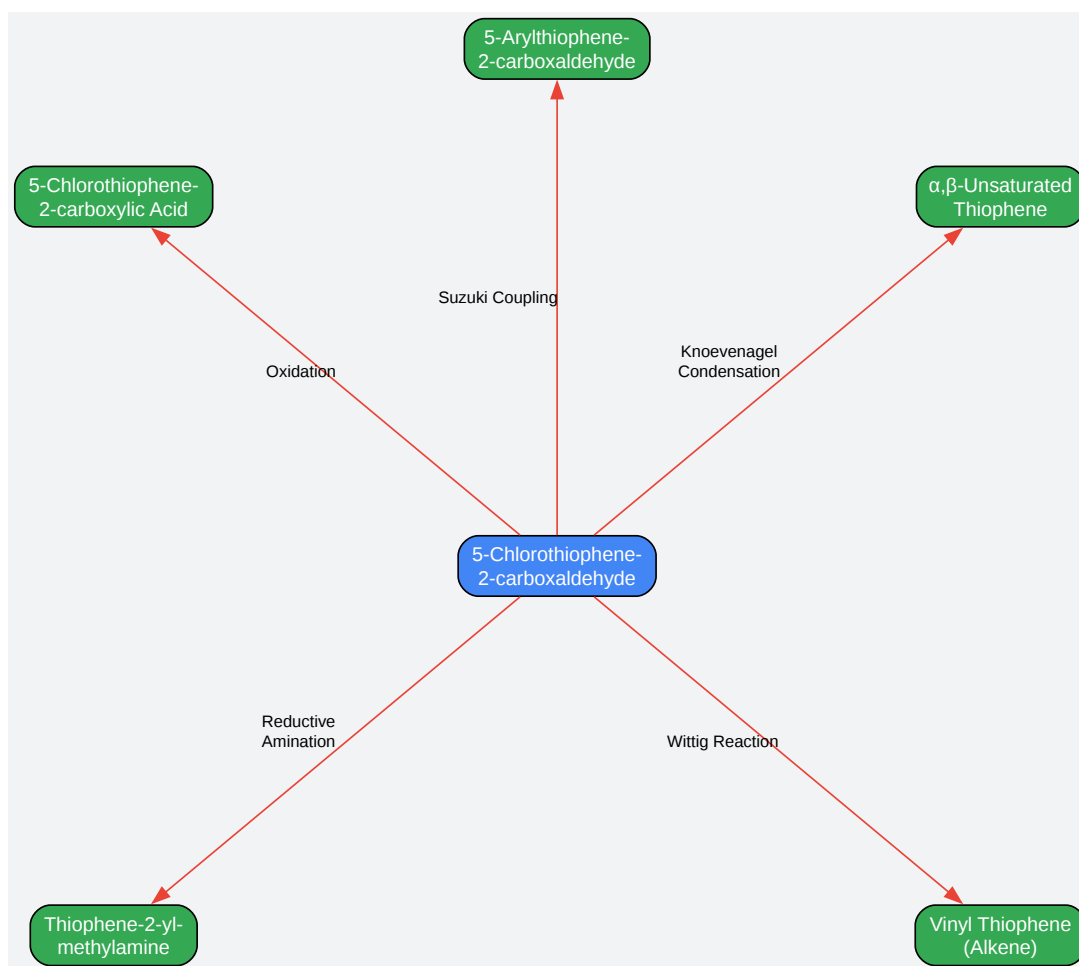 5-Arylthiophene-
2-carboxaldehyde
5-Chlorothiophene-
2-carboxylic Acid
α,β-Unsaturated
Thiophene
Suzuki Coupling
Knoevenagel
Condensation
Oxidation
5-Chlorothiophene-
2-carboxaldehyde
Reductive
Amination
Wittig Reaction
Thiophene-2-yl-
methylamine
Vinyl Thiophene
(Alkene)